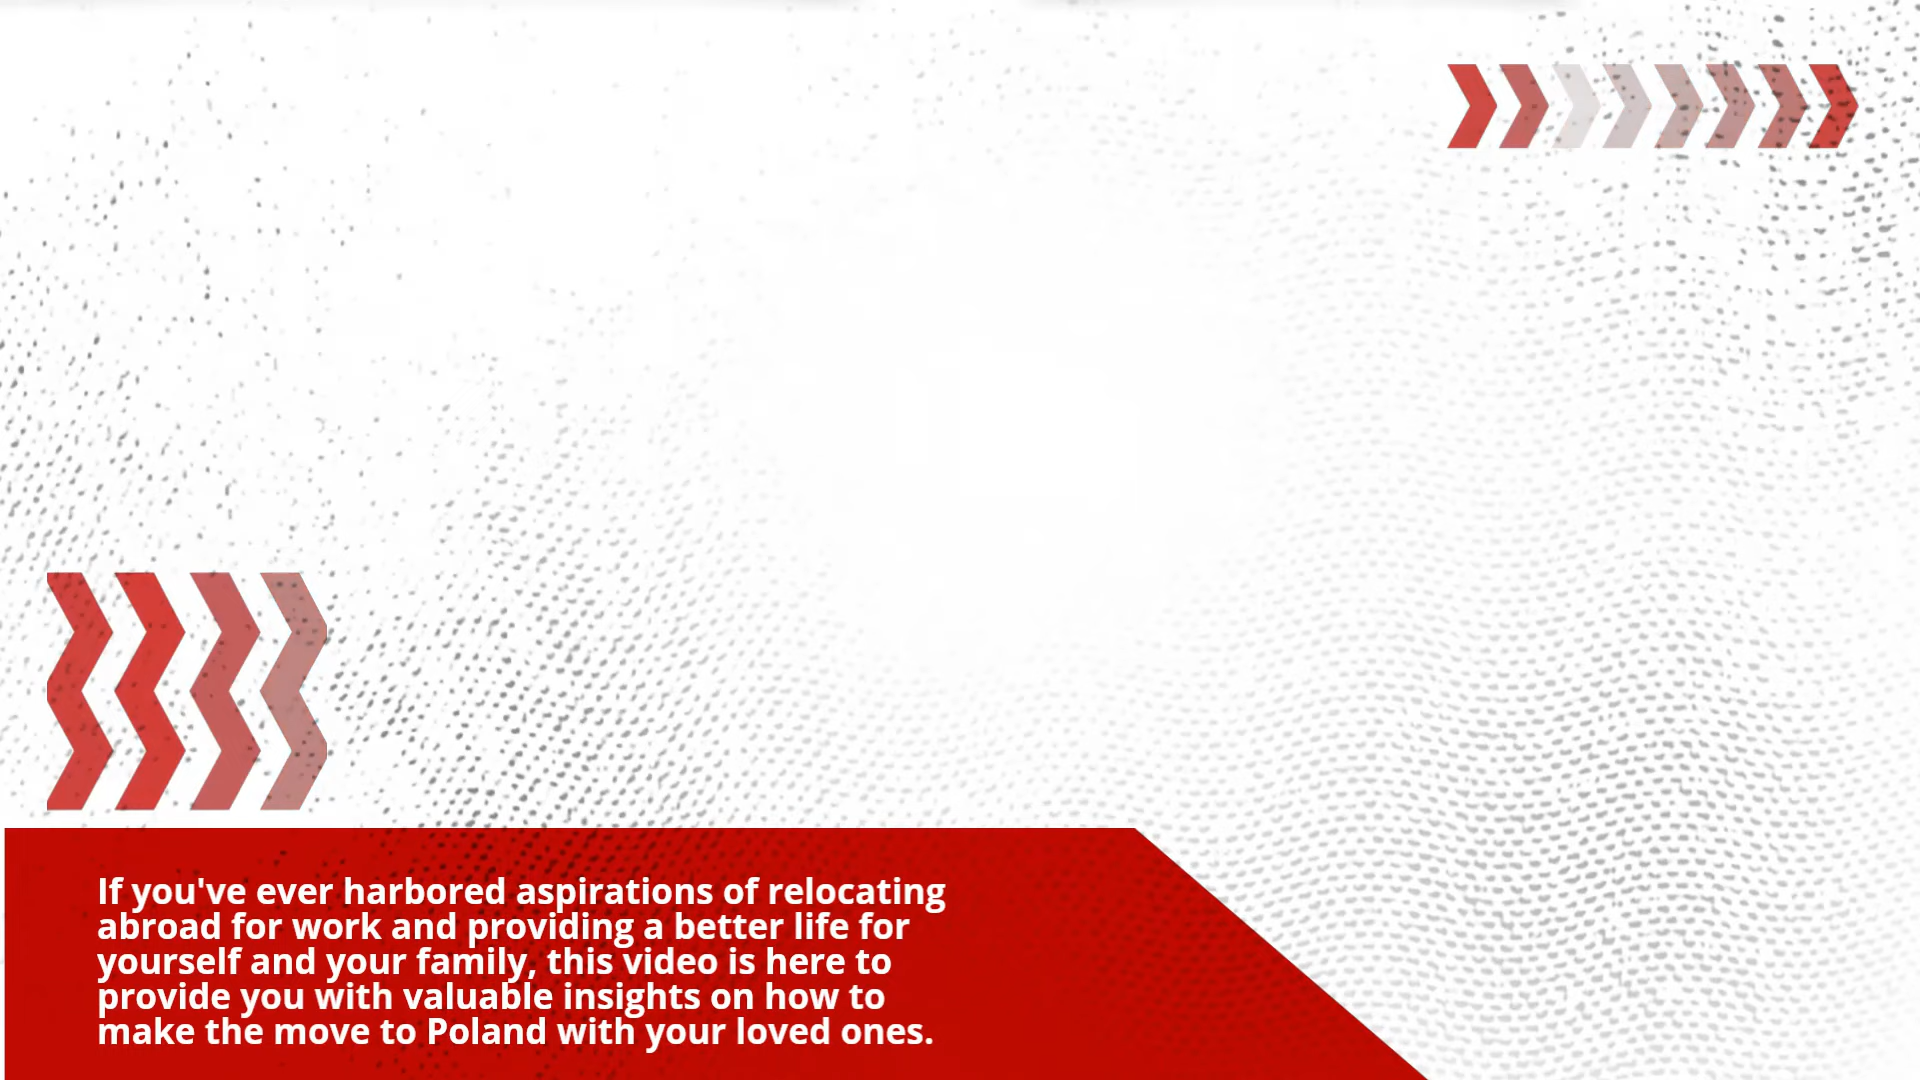 If you've ever harbored aspirations of relocating
abroad for work and providing a better life for
yourself and your family, this video is here to
provide you with valuable insights on how to
make the move to Poland with your loved ones.